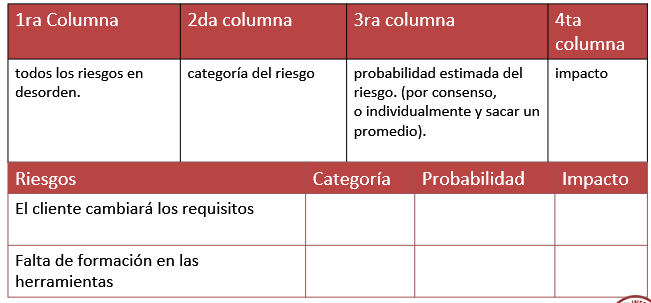 1ra Columna
2da columna
3ra columna
4ta
columna
todos los riesgos en
desorden.
categoría del riesgo
probabilidad estimada del
riesgo. (por consenso,
o individualmente y sacar un
promedio).
impacto
Riesgos
Categoría
Probabilidad
Impacto
El cliente cambiará los requisitos
Falta de formación en las
herramientas